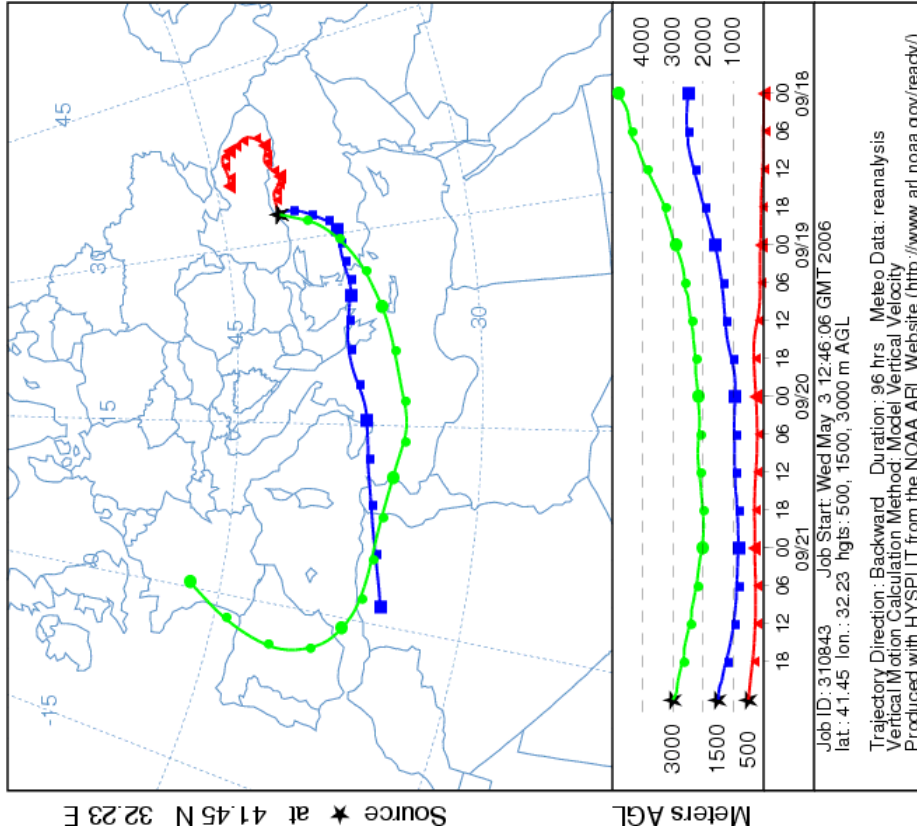 Source ★ at 41.45 N 32.23 E
-15
45
30
45
15
30
Meters AGL
4000
3000
2000
1000
3000
1500
500
18 12 06 00 18 12 06 00 18 12 06 00 18 12 06 00
09/21 09/20 09/19 09/18
Job ID: 310843 Job Start: Wed May 3 12:46:06 GMT 2006
lat.: 41.45 lon.: 32.23 hgts: 500, 1500, 3000 m AGL
Trajectory Direction: Backward Duration: 96 hrs Meteo Data: reanalysis
Vertical Motion Calculation Method: Model Vertical Velocity
Produced with HYSPLIT from the NOAA ARL Website (http://www.arl.noaa.gov/ready/)